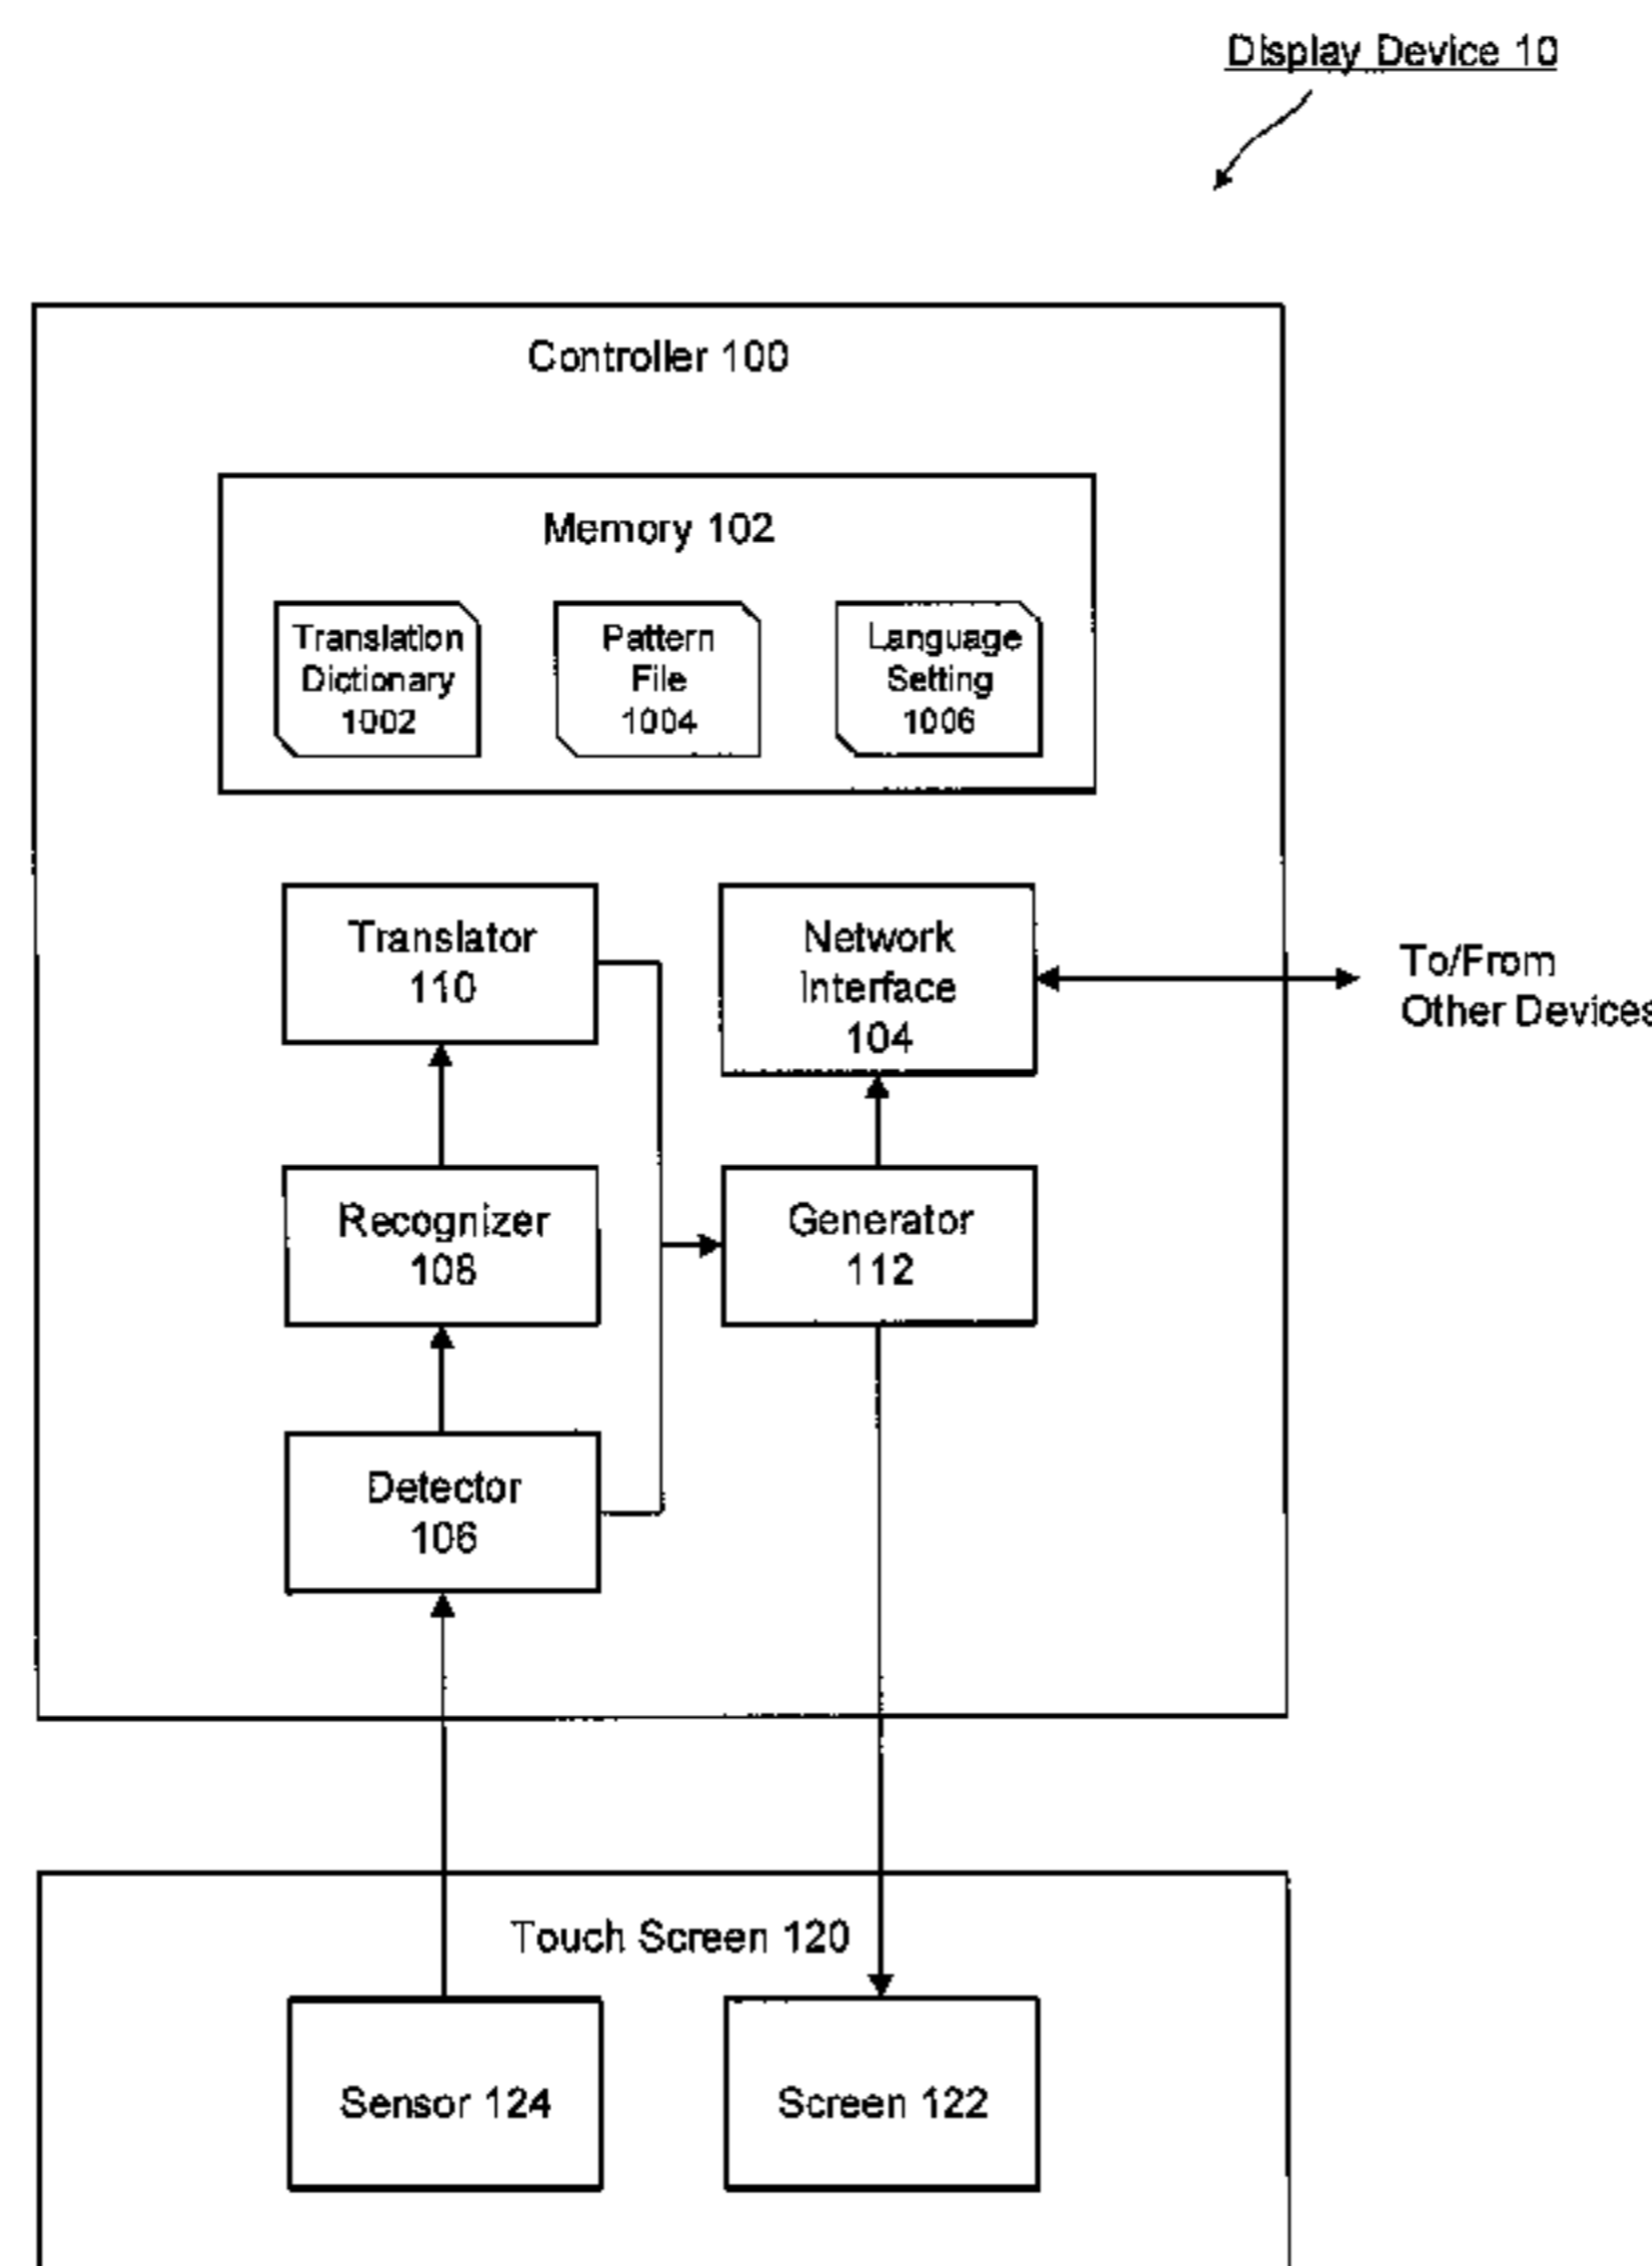 Display Device 10
Controller 100
Memory 102
Translation
Dictionary
1002
Pattern
File
1004
Language
Setting
1006
Translator
110
Network
Interface
104
To/From
Other Devices
Recognizer
108
Generator
112
Detector
106
Touch Screen 120
Sensor 124
Screen 122